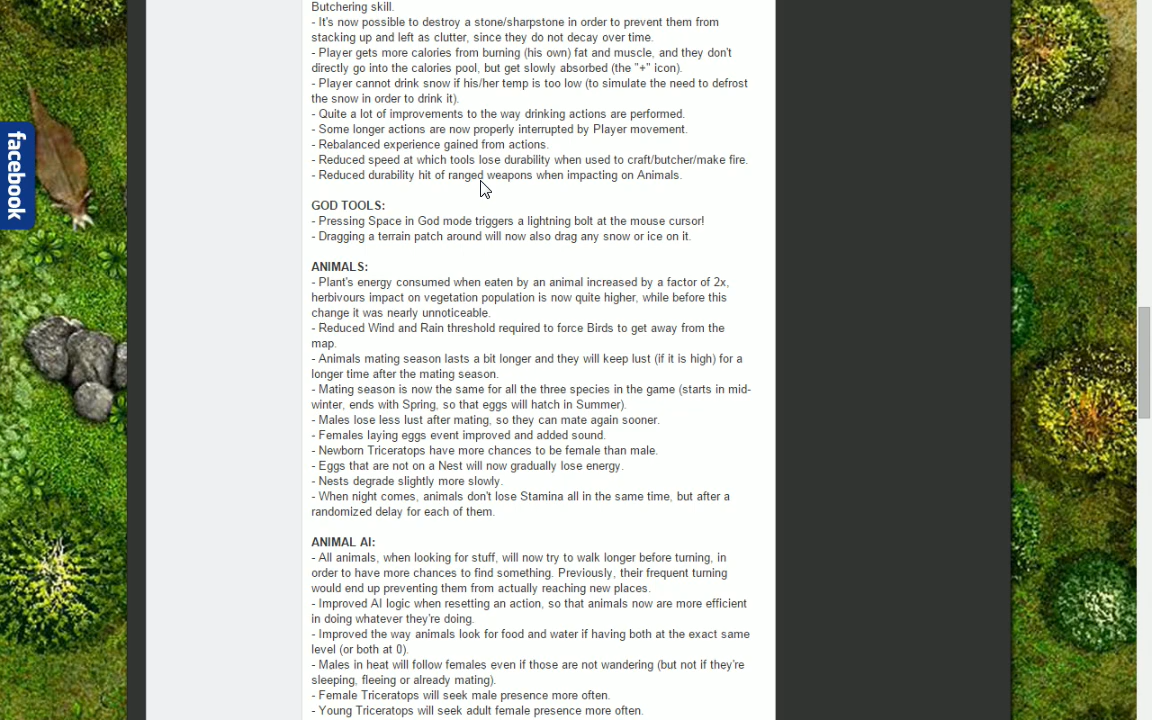 Butchering skill.
- It's now possible to destroy a stone/sharpstone in order to prevent them from
stacking up and left as clutter, since they do not decay over time.
- Player gets more calories from burning (his own) fat and muscle, and they don't
directly go into the calories pool, but get slowly absorbed (the "+" icon).
- Player cannot drink snow if his/her temp is too low (to simulate the need to defrost
the snow in order to drink it).
- Quite a lot of improvements to the way drinking actions are performed.
- Some longer actions are now properly interrupted by Player movement.
- Rebalanced experience gained from actions.
- Reduced speed at which tools lose durability when used to craft/butcher/make fire.
- Reduced durability hit of ranged weapons when impacting on Animals.
facebook
GOD TOOLS:
- Pressing Space in God mode triggers a lightning bolt at the mouse cursor!
- Dragging a terrain patch around will now also drag any snow or ice on it.
ANIMALS:
- Plant's energy consumed when eaten by an animal increased by a factor of 2x,
herbivours impact on vegetation population is now quite higher, while before this
change it was nearly unnoticeable.
- Reduced Wind and Rain threshold required to force Birds to get away from the
map.
- Animals mating season lasts a bit longer and they will keep lust (if it is high) for a
longer time after the mating season.
- Mating season is now the same for all the three species in the game (starts in mid-
winter, ends with Spring, so that eggs will hatch in Summer).
- Males lose less lust after mating, so they can mate again sooner.
- Females laying eggs event improved and added sound.
- Newborn Triceratops have more chances to be female than male.
- Eggs that are not on a Nest will now gradually lose energy.
- Nests degrade slightly more slowly.
- When night comes, animals don't lose Stamina all in the same time, but after a
randomized delay for each of them.
ANIMAL AI:
- All animals, when looking for stuff, will now try to walk longer before turning, in
order to have more chances to find something. Previously, their frequent turning
would end up preventing them from actually reaching new places.
- Improved AI logic when resetting an action, so that animals now are more efficient
in doing whatever they're doing.
- Improved the way animals look for food and water if having both at the exact same
level (or both at 0).
- Males in heat will follow females even if those are not wandering (but not if they're
sleeping, fleeing or already mating).
- Female Triceratops will seek male presence more often.
- Young Triceratops will seek adult female presence more often.